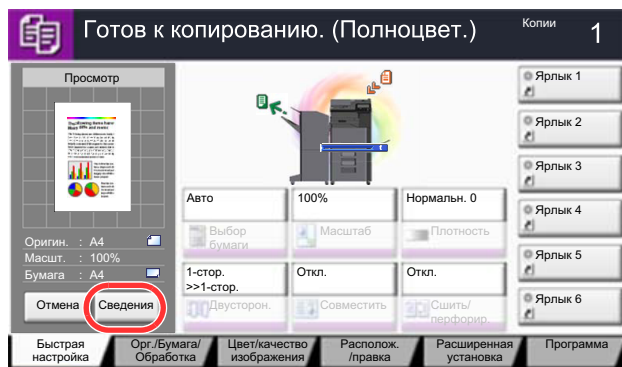 Готов к копированию. (Полноцвет.)
Копии
1
Просмотр
Оригин. : A4
Масшт. : 100%
Бумага : A4
Отмена
Сведения
Авто
Выбор
бумаги
100%
Масштаб
Нормальн. 0
Плотность
1-стор.
>>1-стор.
Двусторон.
Откл.
Совместить
Откл.
Сшить/
перфорир.
Ярлык 1
Ярлык 2
Ярлык 3
Ярлык 4
Ярлык 5
Ярлык 6
Быстрая
настройка
Ориг./Бумага/
Обработка
Цвет/качество
изображения
Располож.
/правка
Расширенная
установка
Программа